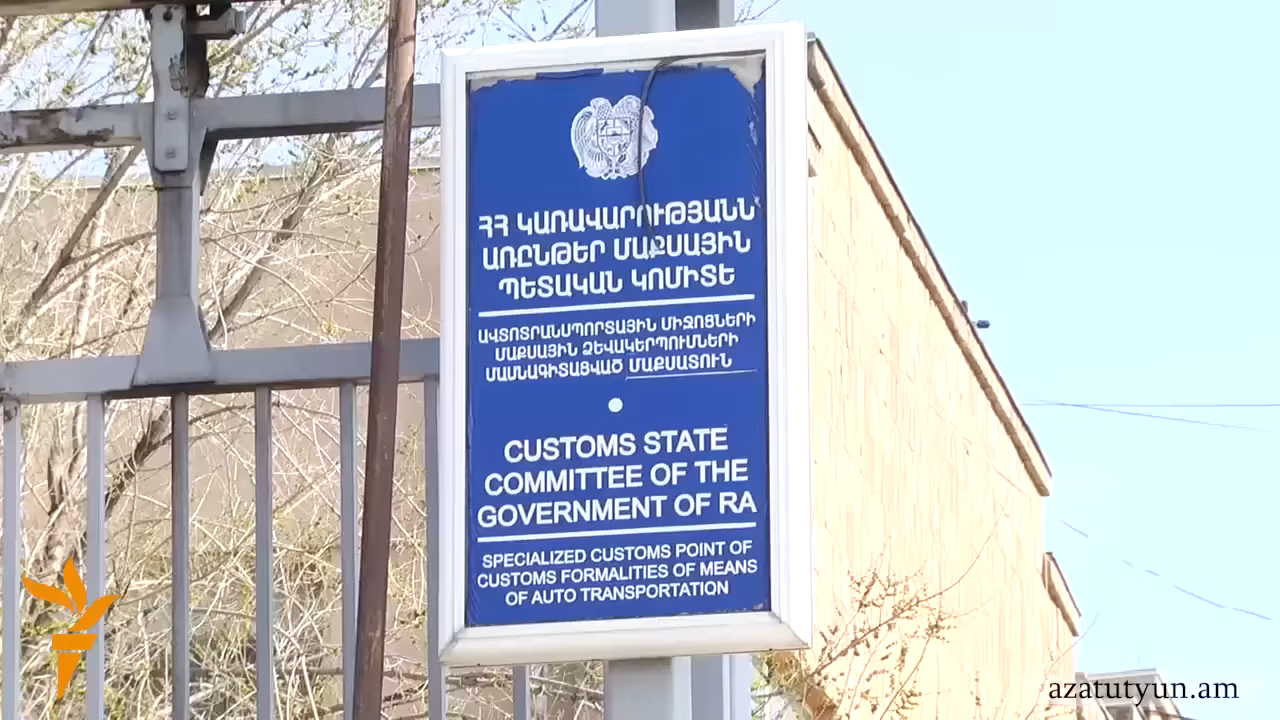 ՀՀ ԿԱՌԱՎԱՐՈՒԹՅԱՆՆ
ԱՌԸՆԹԵՐ ՄԱՔՍԱՅԻՆ
ՊԵՏԱԿԱՆ ԿՈՄԻՏԵ
ԱՎՏՈՏՐԱՆՍՊՈՐՏԱՅԻՆ ՄԻՋՈՑՆԵՐԻ
ՄԱՔՍԱՅԻՆ ՁԵՎԱԿԵՐՊՈՒՄՆԵՐԻ
ՄԱՍՆԱԳԻՏԱՑՎԱԾ ՄԱՔՍԱՏՈՒՆ
CUSTOMS STATE
COMMITTEE OF THE
GOVERNMENT OF RA
SPECIALIZED CUSTOMS POINT OF
CUSTOMS FORMALITIES OF MEANS
OF AUTO TRANSPORTATION
azatutyun.am